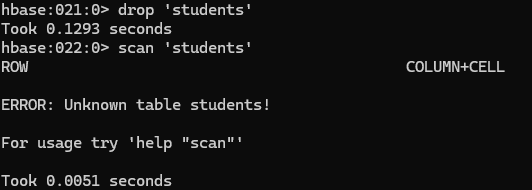 hbase:021:0> drop 'students'
Took 0.1293 seconds
hbase:022:0> scan 'students'
ROW COLUMN+CELL
ERROR: Unknown table students!
For usage try 'help "scan"'
Took 0.0051 seconds